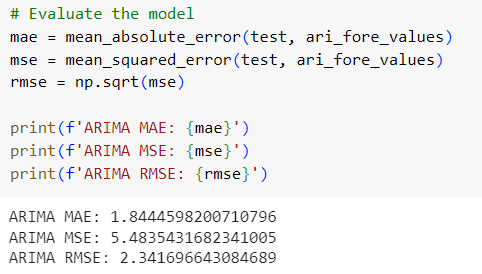 # Evaluate the model
mae = mean_absolute_error(test, ari_fore_values)
mse = mean_squared_error(test, ari_fore_values)
rmse = np.sqrt(mse)
print(f'ARIMA MAE: {mae}')
print(f'ARIMA MSE: {mse}')
print(f'ARIMA RMSE: {rmse}')
ARIMA MAE: 1.8444598200710796
ARIMA MSE: 5.4835431682341005
ARIMA RMSE: 2.341696643084689